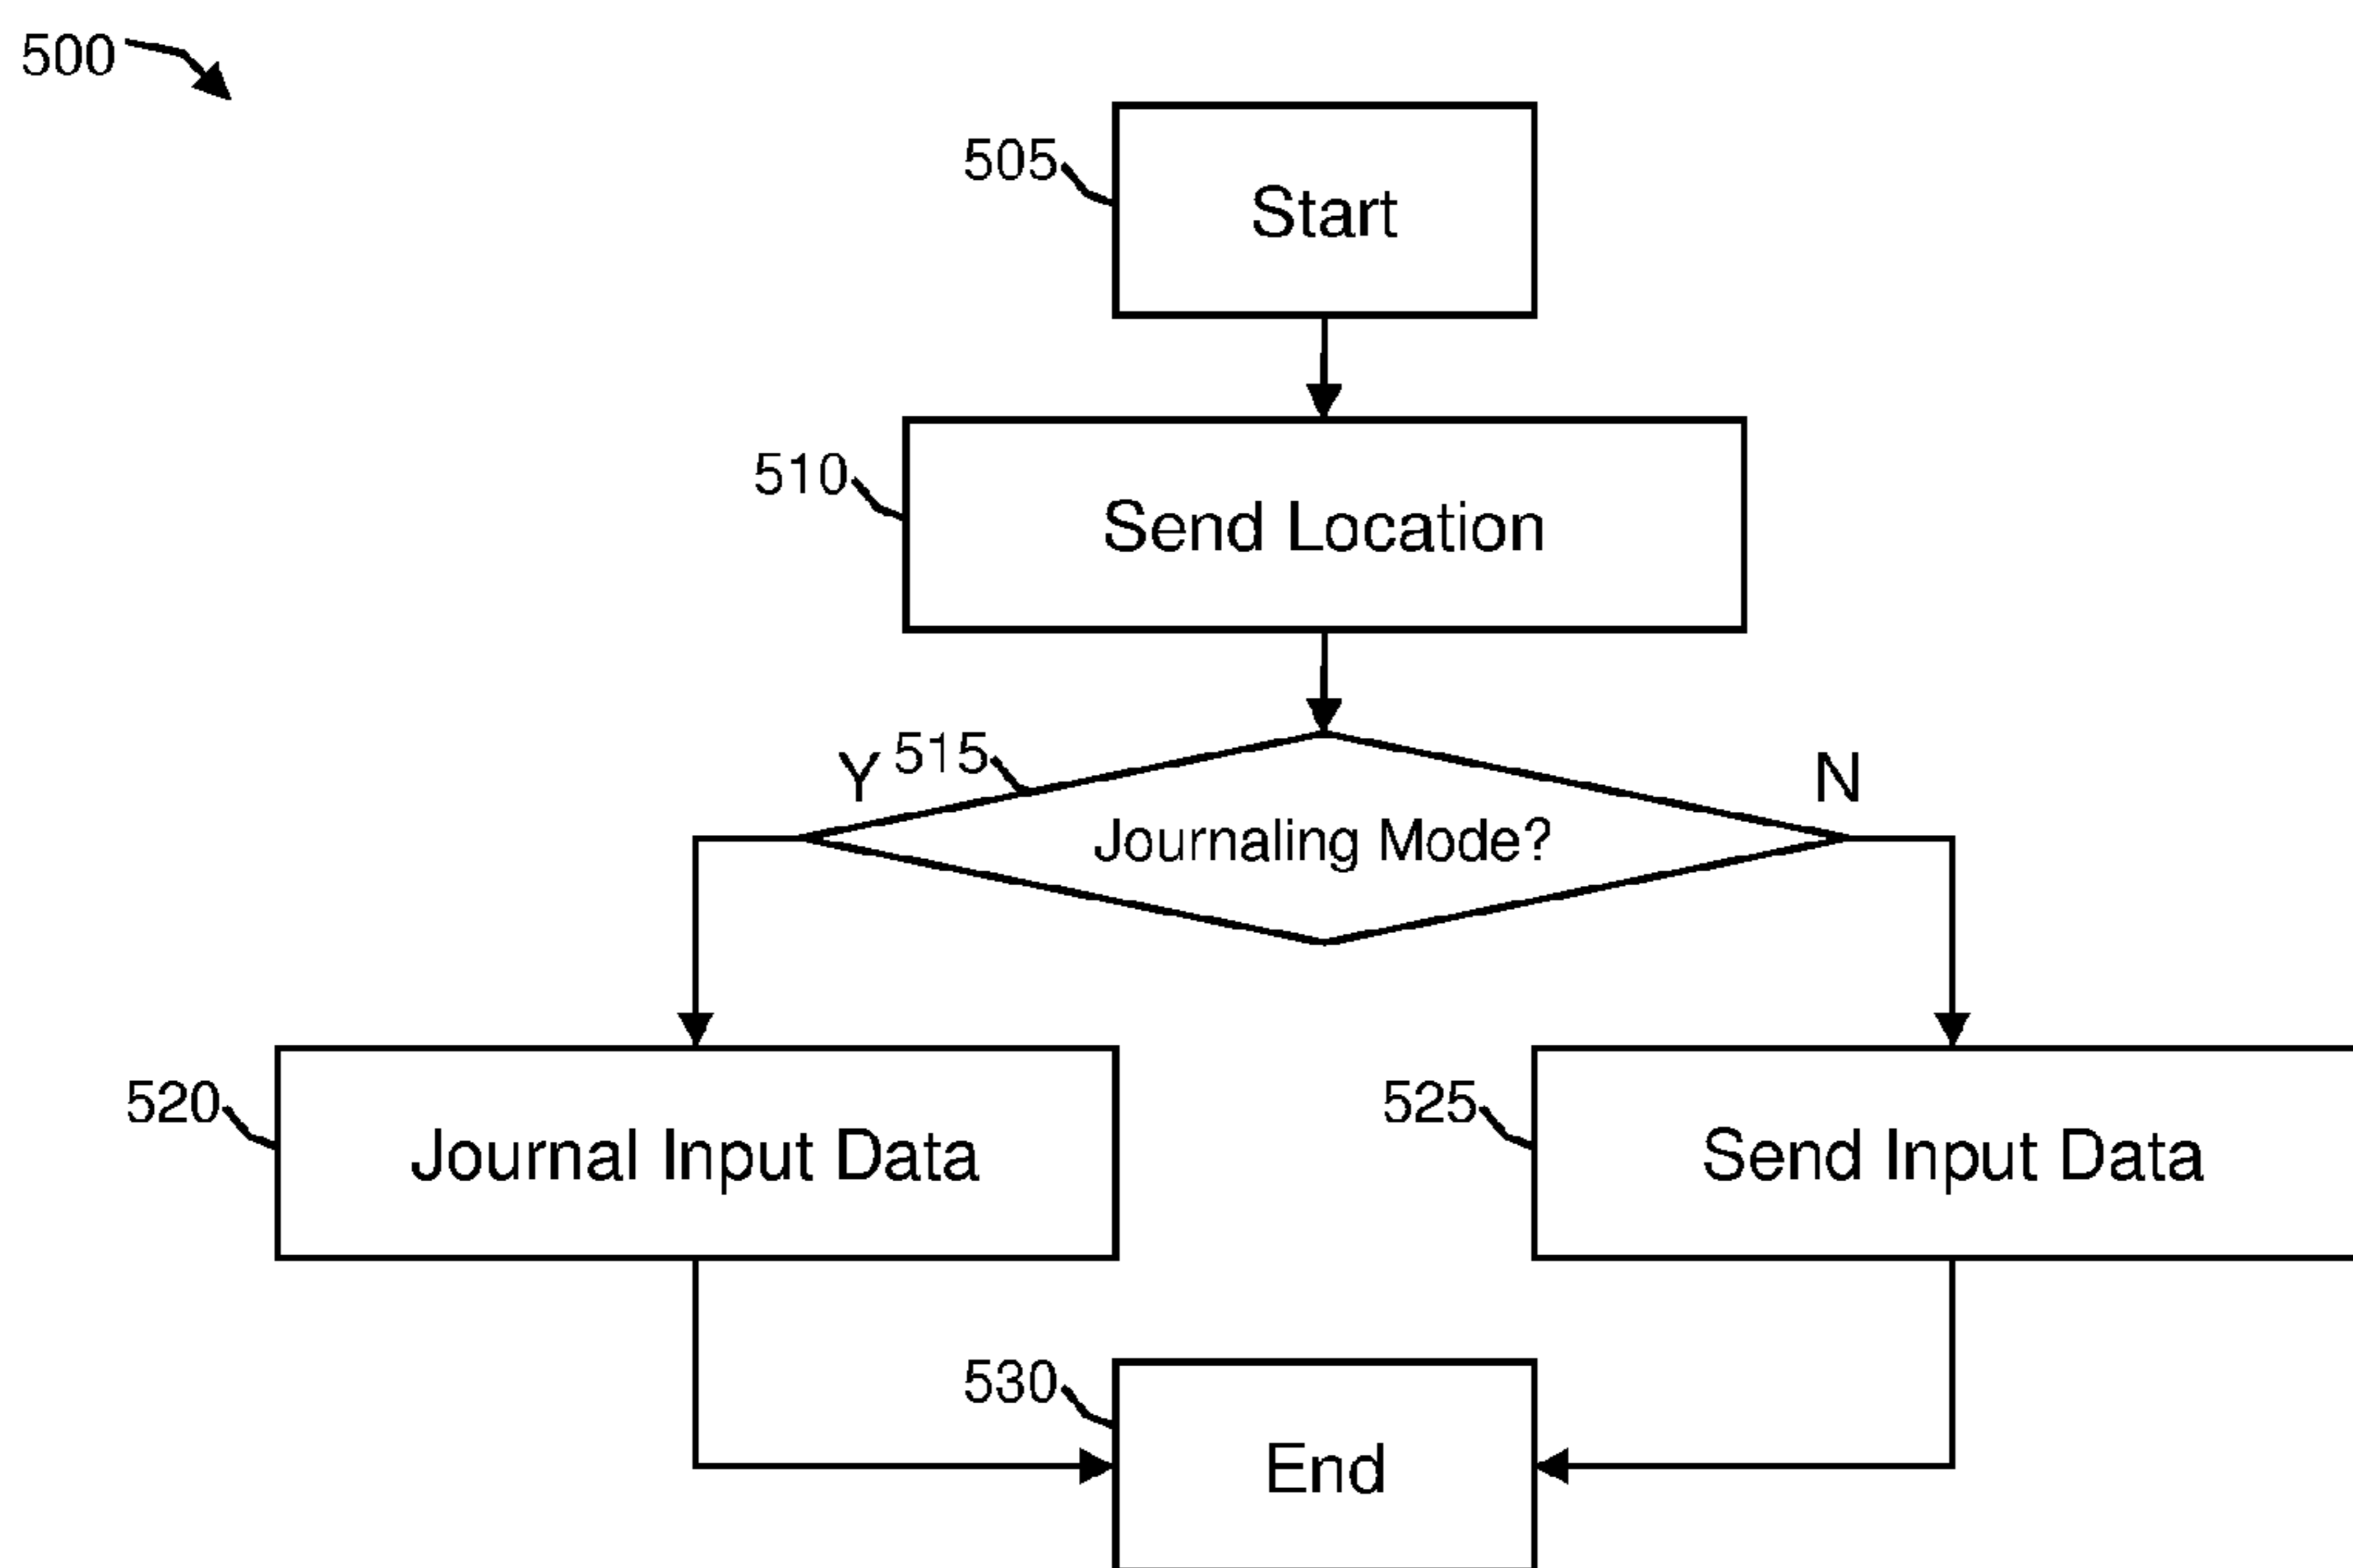 500
505
Start
510
Send Location
Y
515
N
Journaling Mode?
520
Journal Input Data
525
Send Input Data
530
End